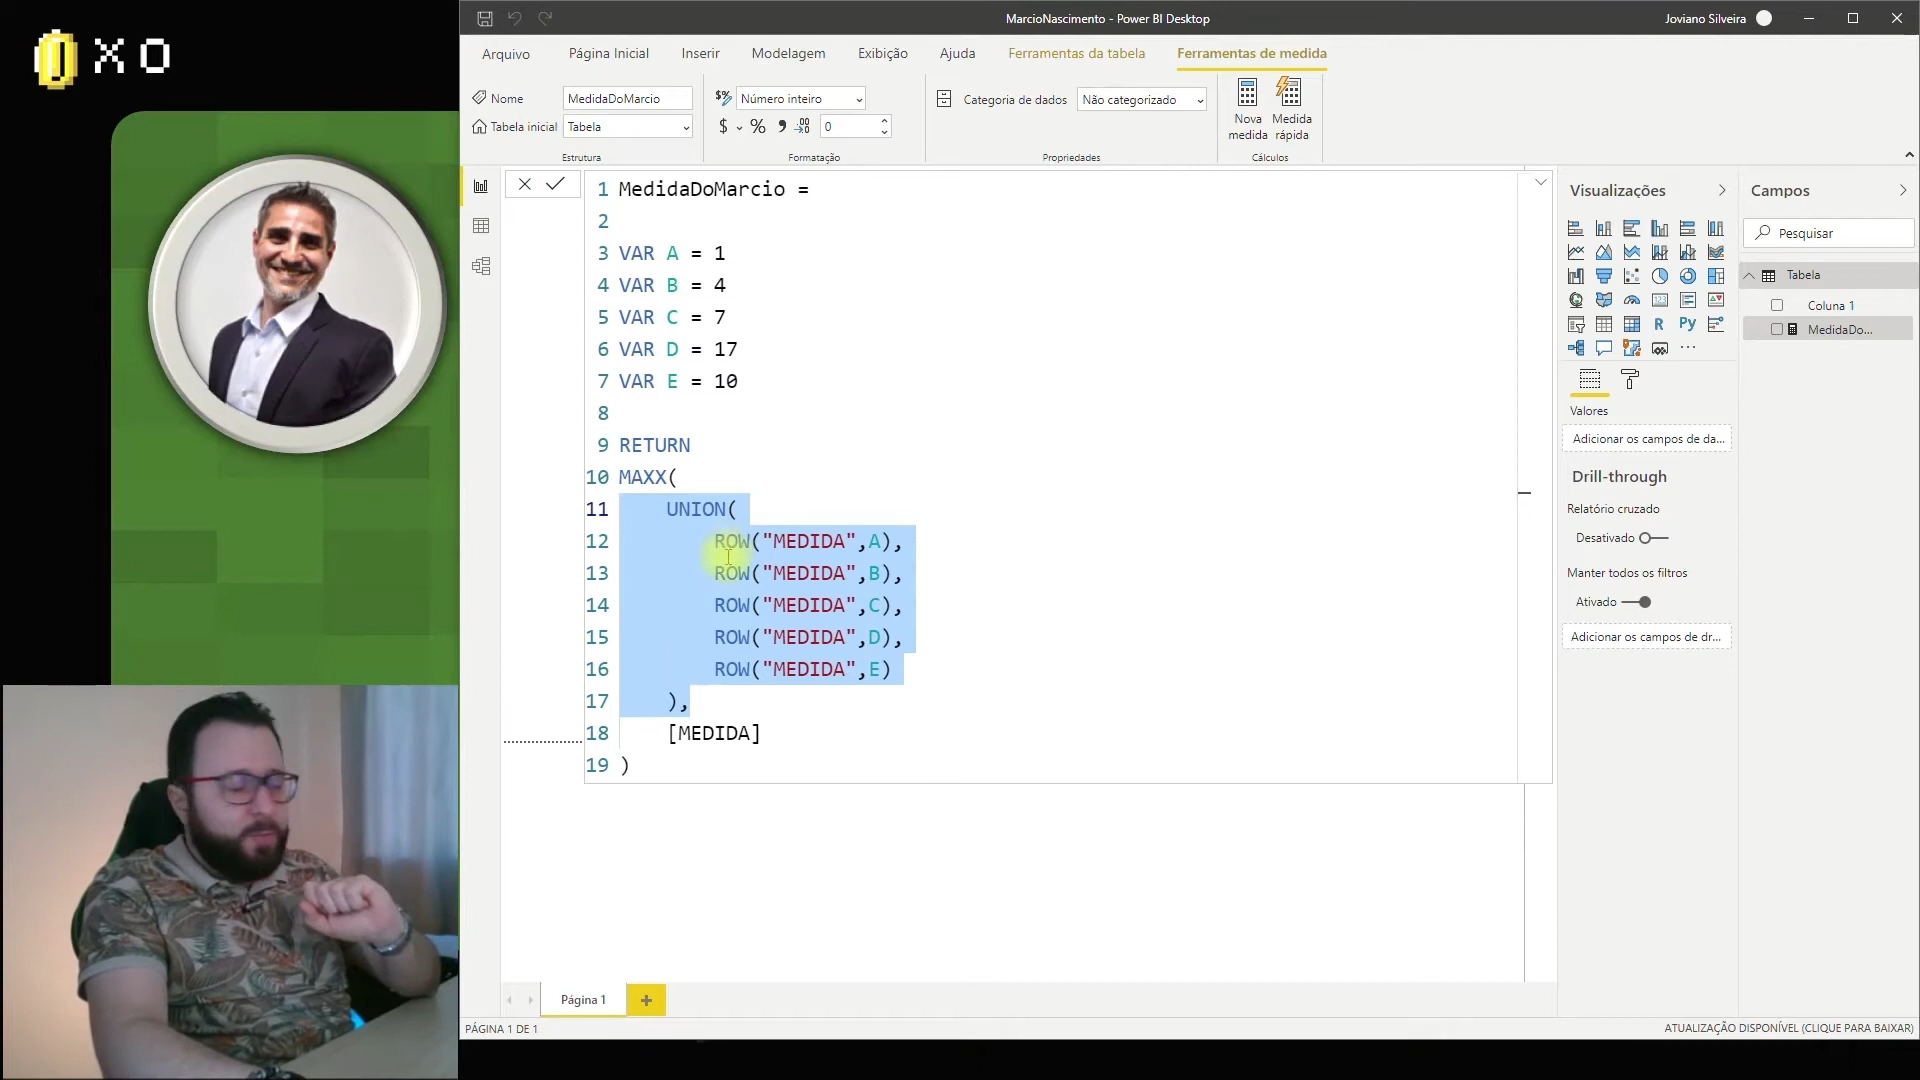 0 X 0
MarcioNascimento - Power BI Desktop
Joviano Silveira
Arquivo
Página Inicial
Inserir
Modelagem
Exibição
Ajuda
Ferramentas da tabela
Ferramentas de medida
Nome
MedidaDoMarcio
Tabela inicial
Tabela
Estrutura
Número inteiro
$
%
0
Formatação
Categoria de dados
Não categorizado
Propriedades
Nova medida
Medida rápida
Cálculos
1 MedidaDoMarcio =
2
3 VAR A = 1
4 VAR B = 4
5 VAR C = 7
6 VAR D = 17
7 VAR E = 10
8
9 RETURN
10 MAXX(
11 UNION(
12 ROW("MEDIDA",A),
13 ROW("MEDIDA",B),
14 ROW("MEDIDA",C),
15 ROW("MEDIDA",D),
16 ROW("MEDIDA",E)
17 ),
18 [MEDIDA]
19 )
Visualizações
R
Py
Valores
Adicionar os campos de da...
Drill-through
Relatório cruzado
Desativado
Manter todos os filtros
Ativado
Adicionar os campos de dr...
Campos
Pesquisar
Tabela
Coluna 1
MedidaDo...
Página 1
PÁGINA 1 DE 1
ATUALIZAÇÃO DISPONÍVEL (CLIQUE PARA BAIXAR)